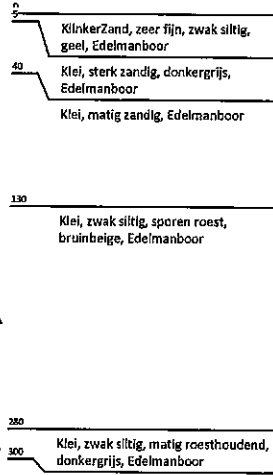 0
5
KlinkerZand, zeer fijn, zwak siltig,
geel, Edelmanboor
40
Klei, sterk zandig, donkergrijs,
Edelmanboor
Klei, matig zandig, Edelmanboor
130
Klei, zwak siltig, sporen roest,
bruinbeige, Edelmanboor
280
Klei, zwak siltig, matig roesthoudend,
donkergrijs, Edelmanboor
300